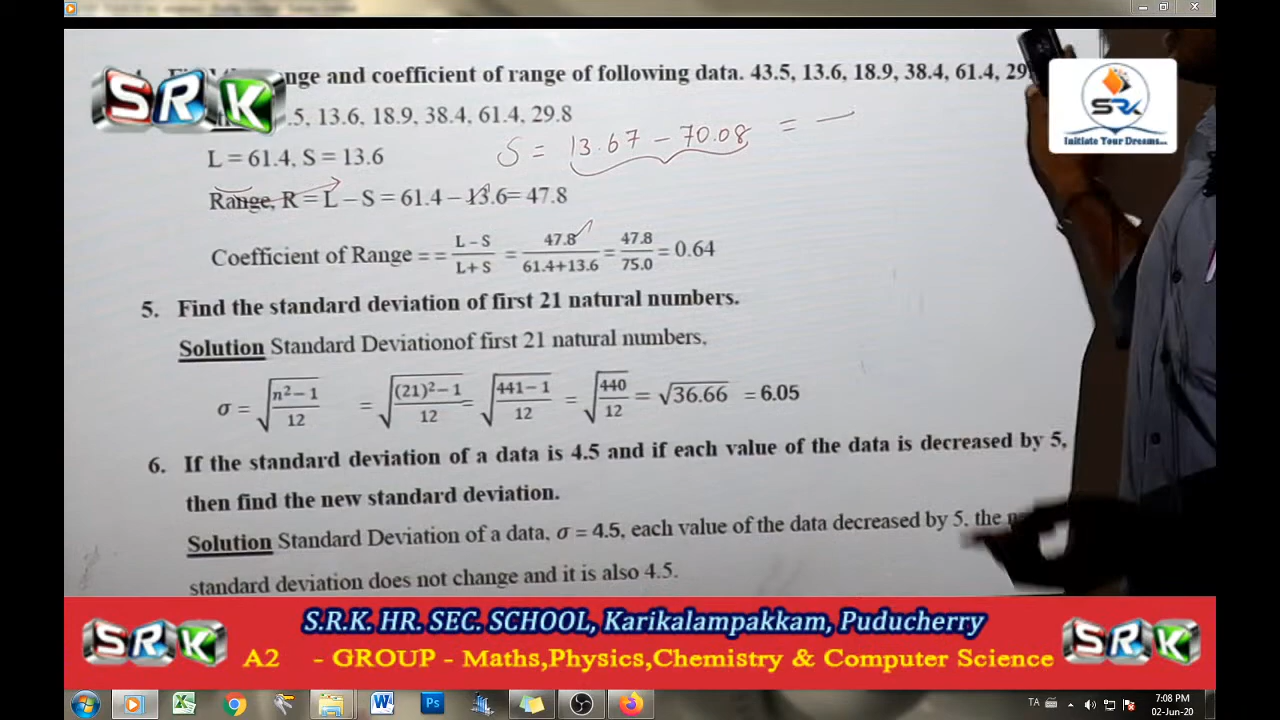 nge and coefficient of range of following data. 43.5, 13.6, 18.9, 38.4, 61.4, 29
SRK
.5, 13.6, 18.9, 38.4, 61.4, 29.8
SRK
Initiate Your Dreams...
S = 13.67 – 70.08 = —
L = 61.4, S = 13.6
Range, R = L – S = 61.4 – 13.6= 47.8
Coefficient of Range = = L – S / L+ S = 47.8 / 61.4+13.6 = 47.8 / 75.0 = 0.64
5. Find the standard deviation of first 21 natural numbers.
Solution Standard Deviationof first 21 natural numbers,
σ = √(n² – 1 / 12) = √((21)² – 1 / 12) = √(441 – 1 / 12) = √(440 / 12) = √36.66 = 6.05
6. If the standard deviation of a data is 4.5 and if each value of the data is decreased by 5,
then find the new standard deviation.
Solution Standard Deviation of a data, σ = 4.5, each value of the data decreased by 5, the
standard deviation does not change and it is also 4.5.
S.R.K. HR. SEC. SCHOOL, Karikalampakkam, Puducherry
SRK
A2 - GROUP - Maths,Physics,Chemistry & Computer Science
SRK
TA
7:08 PM
02-Jun-20